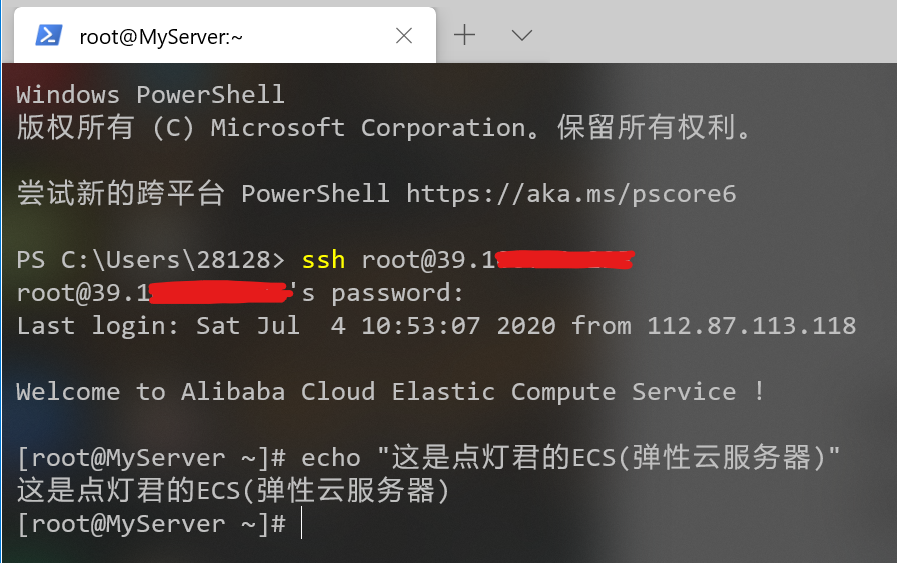 root@MyServer:~
Windows PowerShell
版权所有 (C) Microsoft Corporation。保留所有权利。
尝试新的跨平台 PowerShell https://aka.ms/pscore6
PS C:\Users\28128> ssh root@39.1
root@39.1's password:
Last login: Sat Jul  4 10:53:07 2020 from 112.87.113.118
Welcome to Alibaba Cloud Elastic Compute Service !
[root@MyServer ~]# echo "这是点灯君的ECS(弹性云服务器)"
这是点灯君的ECS(弹性云服务器)
[root@MyServer ~]#